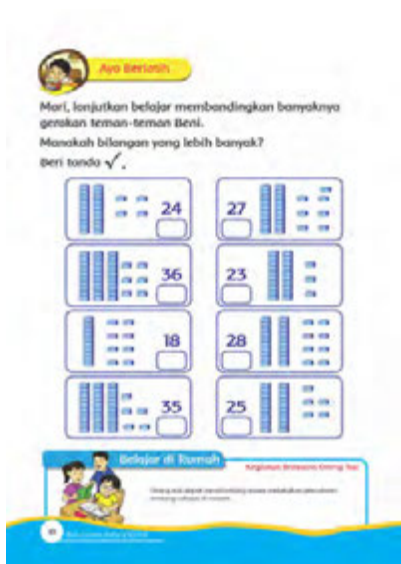 Ayo Berlatih
Mari, lanjutkan belajar membandingkan banyaknya
gerakan teman-teman Beni.
Manakah bilangan yang lebih banyak?
Beri tanda ✓.
24 27
36 23
18 28
35 25
Belajar di Rumah